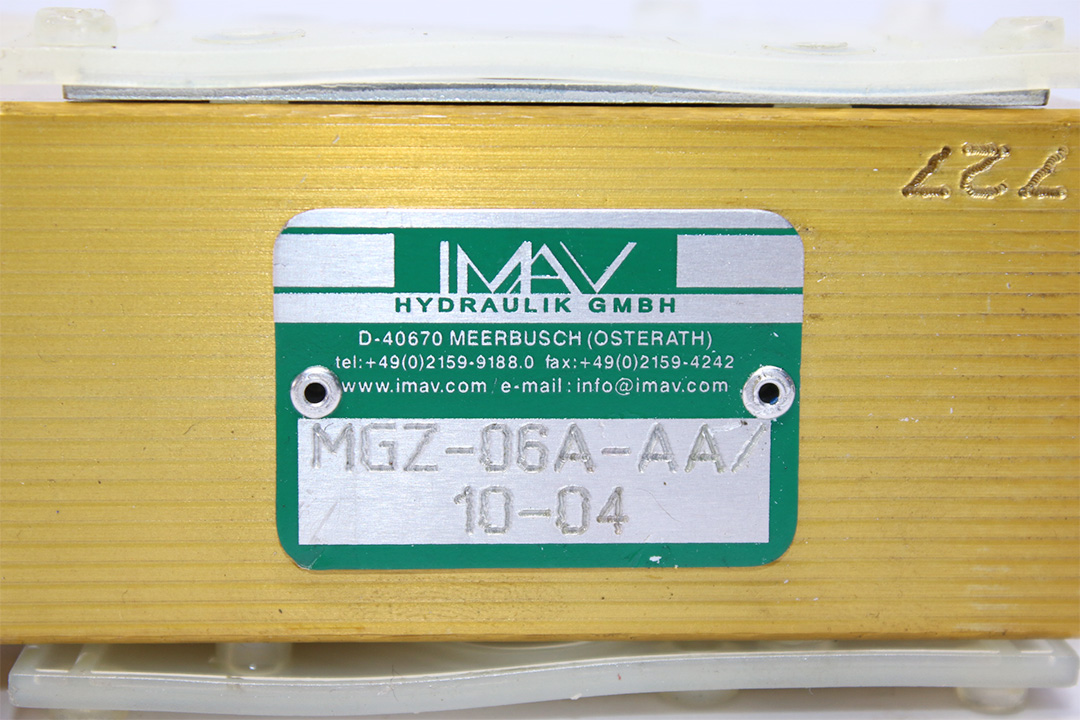 727
IMAV
HYDRAULIK GMBH
D-40670 MEERBUSCH (OSTERATH)
tel:+49(0)2159-9188.0 fax:+49(0)2159-4242
www.imav.com / e-mail: info@imav.com
MGZ-06A-AA/
10-04